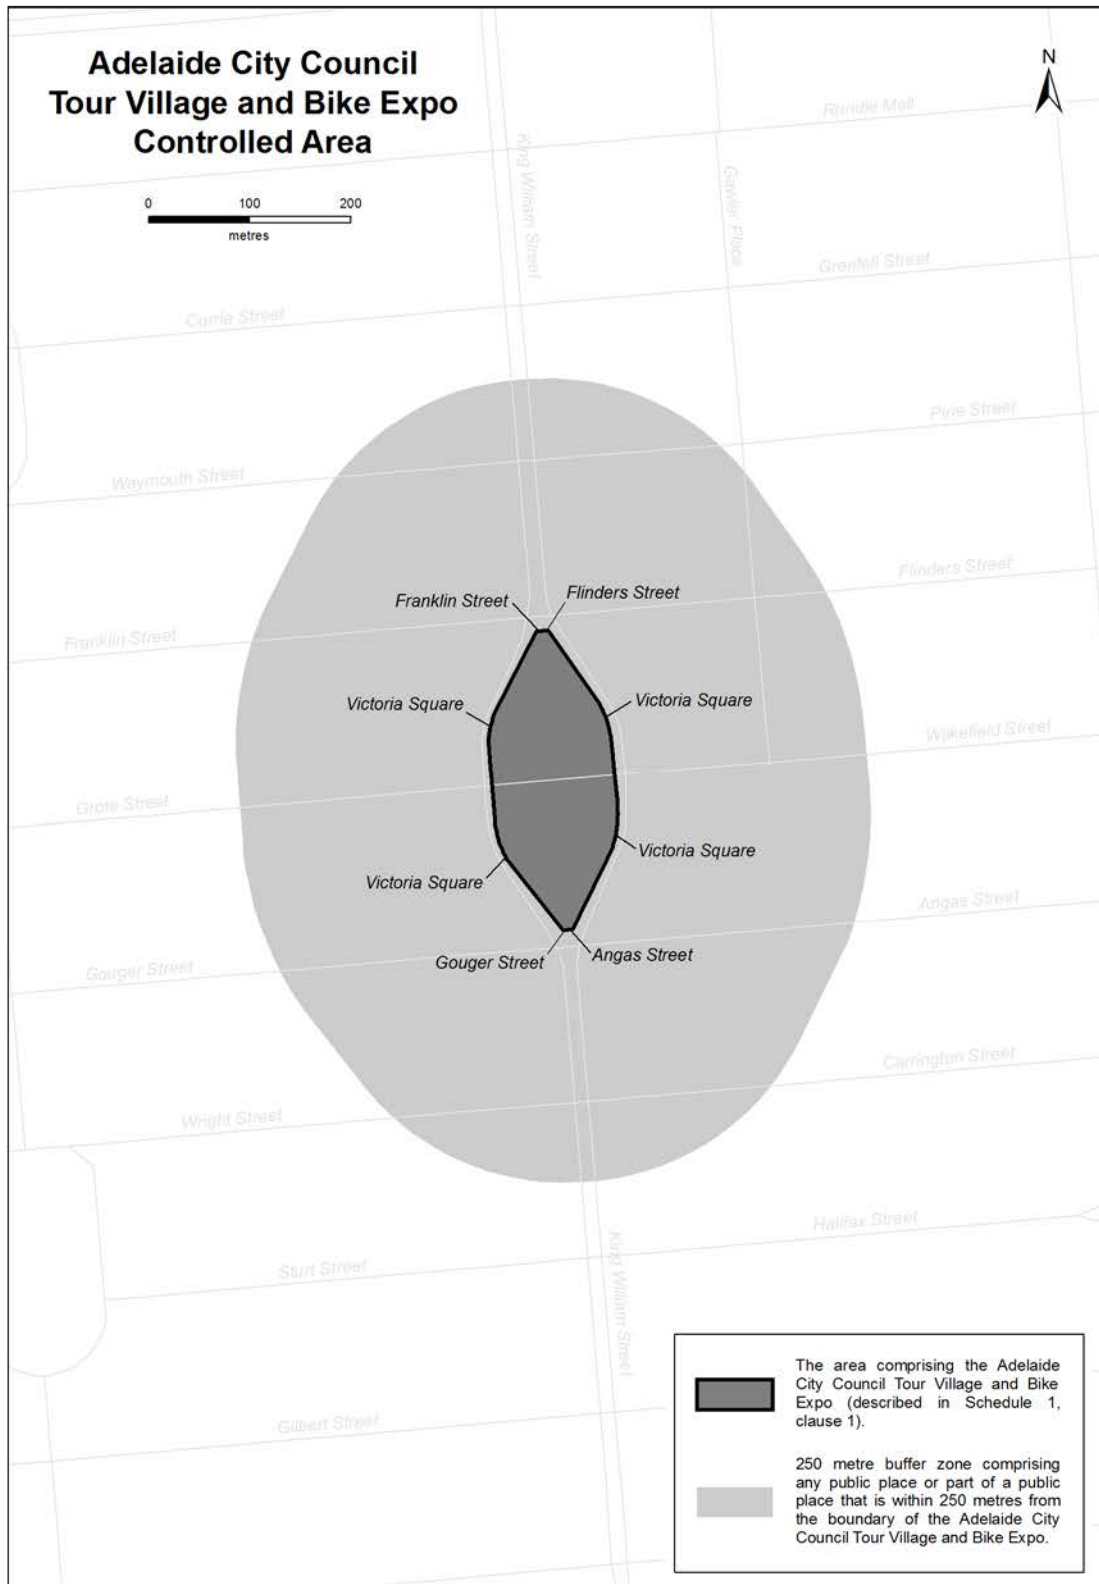 Adelaide City Council
Tour Village and Bike Expo
Controlled Area
N
0 100 200
metres
Rundle Mall
King William Street
Gawler Place
Grenfell Street
Currie Street
Pirie Street
Waymouth Street
Flinders Street
Franklin Street
Flinders Street
Franklin Street
Victoria Square
Victoria Square
Wakefield Street
Grote Street
Victoria Square
Victoria Square
Angas Street
Gouger Street
Gouger Street
Angas Street
Carrington Street
Wright Street
Halifax Street
Sturt Street
King William Street
Gilbert Street
The area comprising the Adelaide
City Council Tour Village and Bike
Expo (described in Schedule 1,
clause 1).
250 metre buffer zone comprising
any public place or part of a public
place that is within 250 metres from
the boundary of the Adelaide City
Council Tour Village and Bike Expo.